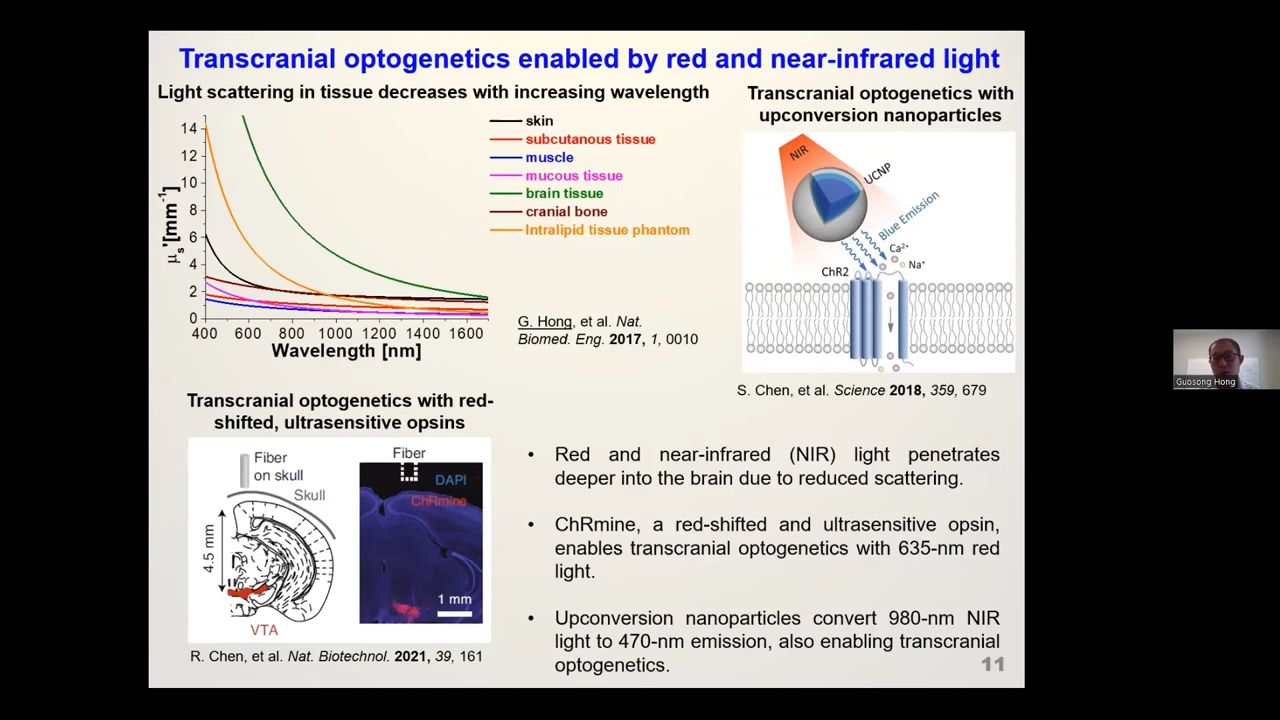 Transcranial optogenetics enabled by red and near-infrared light
Light scattering in tissue decreases with increasing wavelength
14
12
10
8
6
4
2
0
μs'[mm-1]
400 600 800 1000 1200 1400 1600
Wavelength [nm]
skin
subcutanous tissue
muscle
mucous tissue
brain tissue
cranial bone
Intralipid tissue phantom
G. Hong, et al. Nat.
Biomed. Eng. 2017, 1, 0010
Transcranial optogenetics with
upconversion nanoparticles
NIR
UCNP
Blue Emission
Ca2+
Na+
ChR2
S. Chen, et al. Science 2018, 359, 679
Transcranial optogenetics with red-
shifted, ultrasensitive opsins
Fiber
on skull
Skull
4.5 mm
VTA
Fiber
DAPI
ChRmine
1 mm
R. Chen, et al. Nat. Biotechnol. 2021, 39, 161
• Red and near-infrared (NIR) light penetrates
deeper into the brain due to reduced scattering.
• ChRmine, a red-shifted and ultrasensitive opsin,
enables transcranial optogenetics with 635-nm red
light.
• Upconversion nanoparticles convert 980-nm NIR
light to 470-nm emission, also enabling transcranial
optogenetics.
11
Guosong Hong